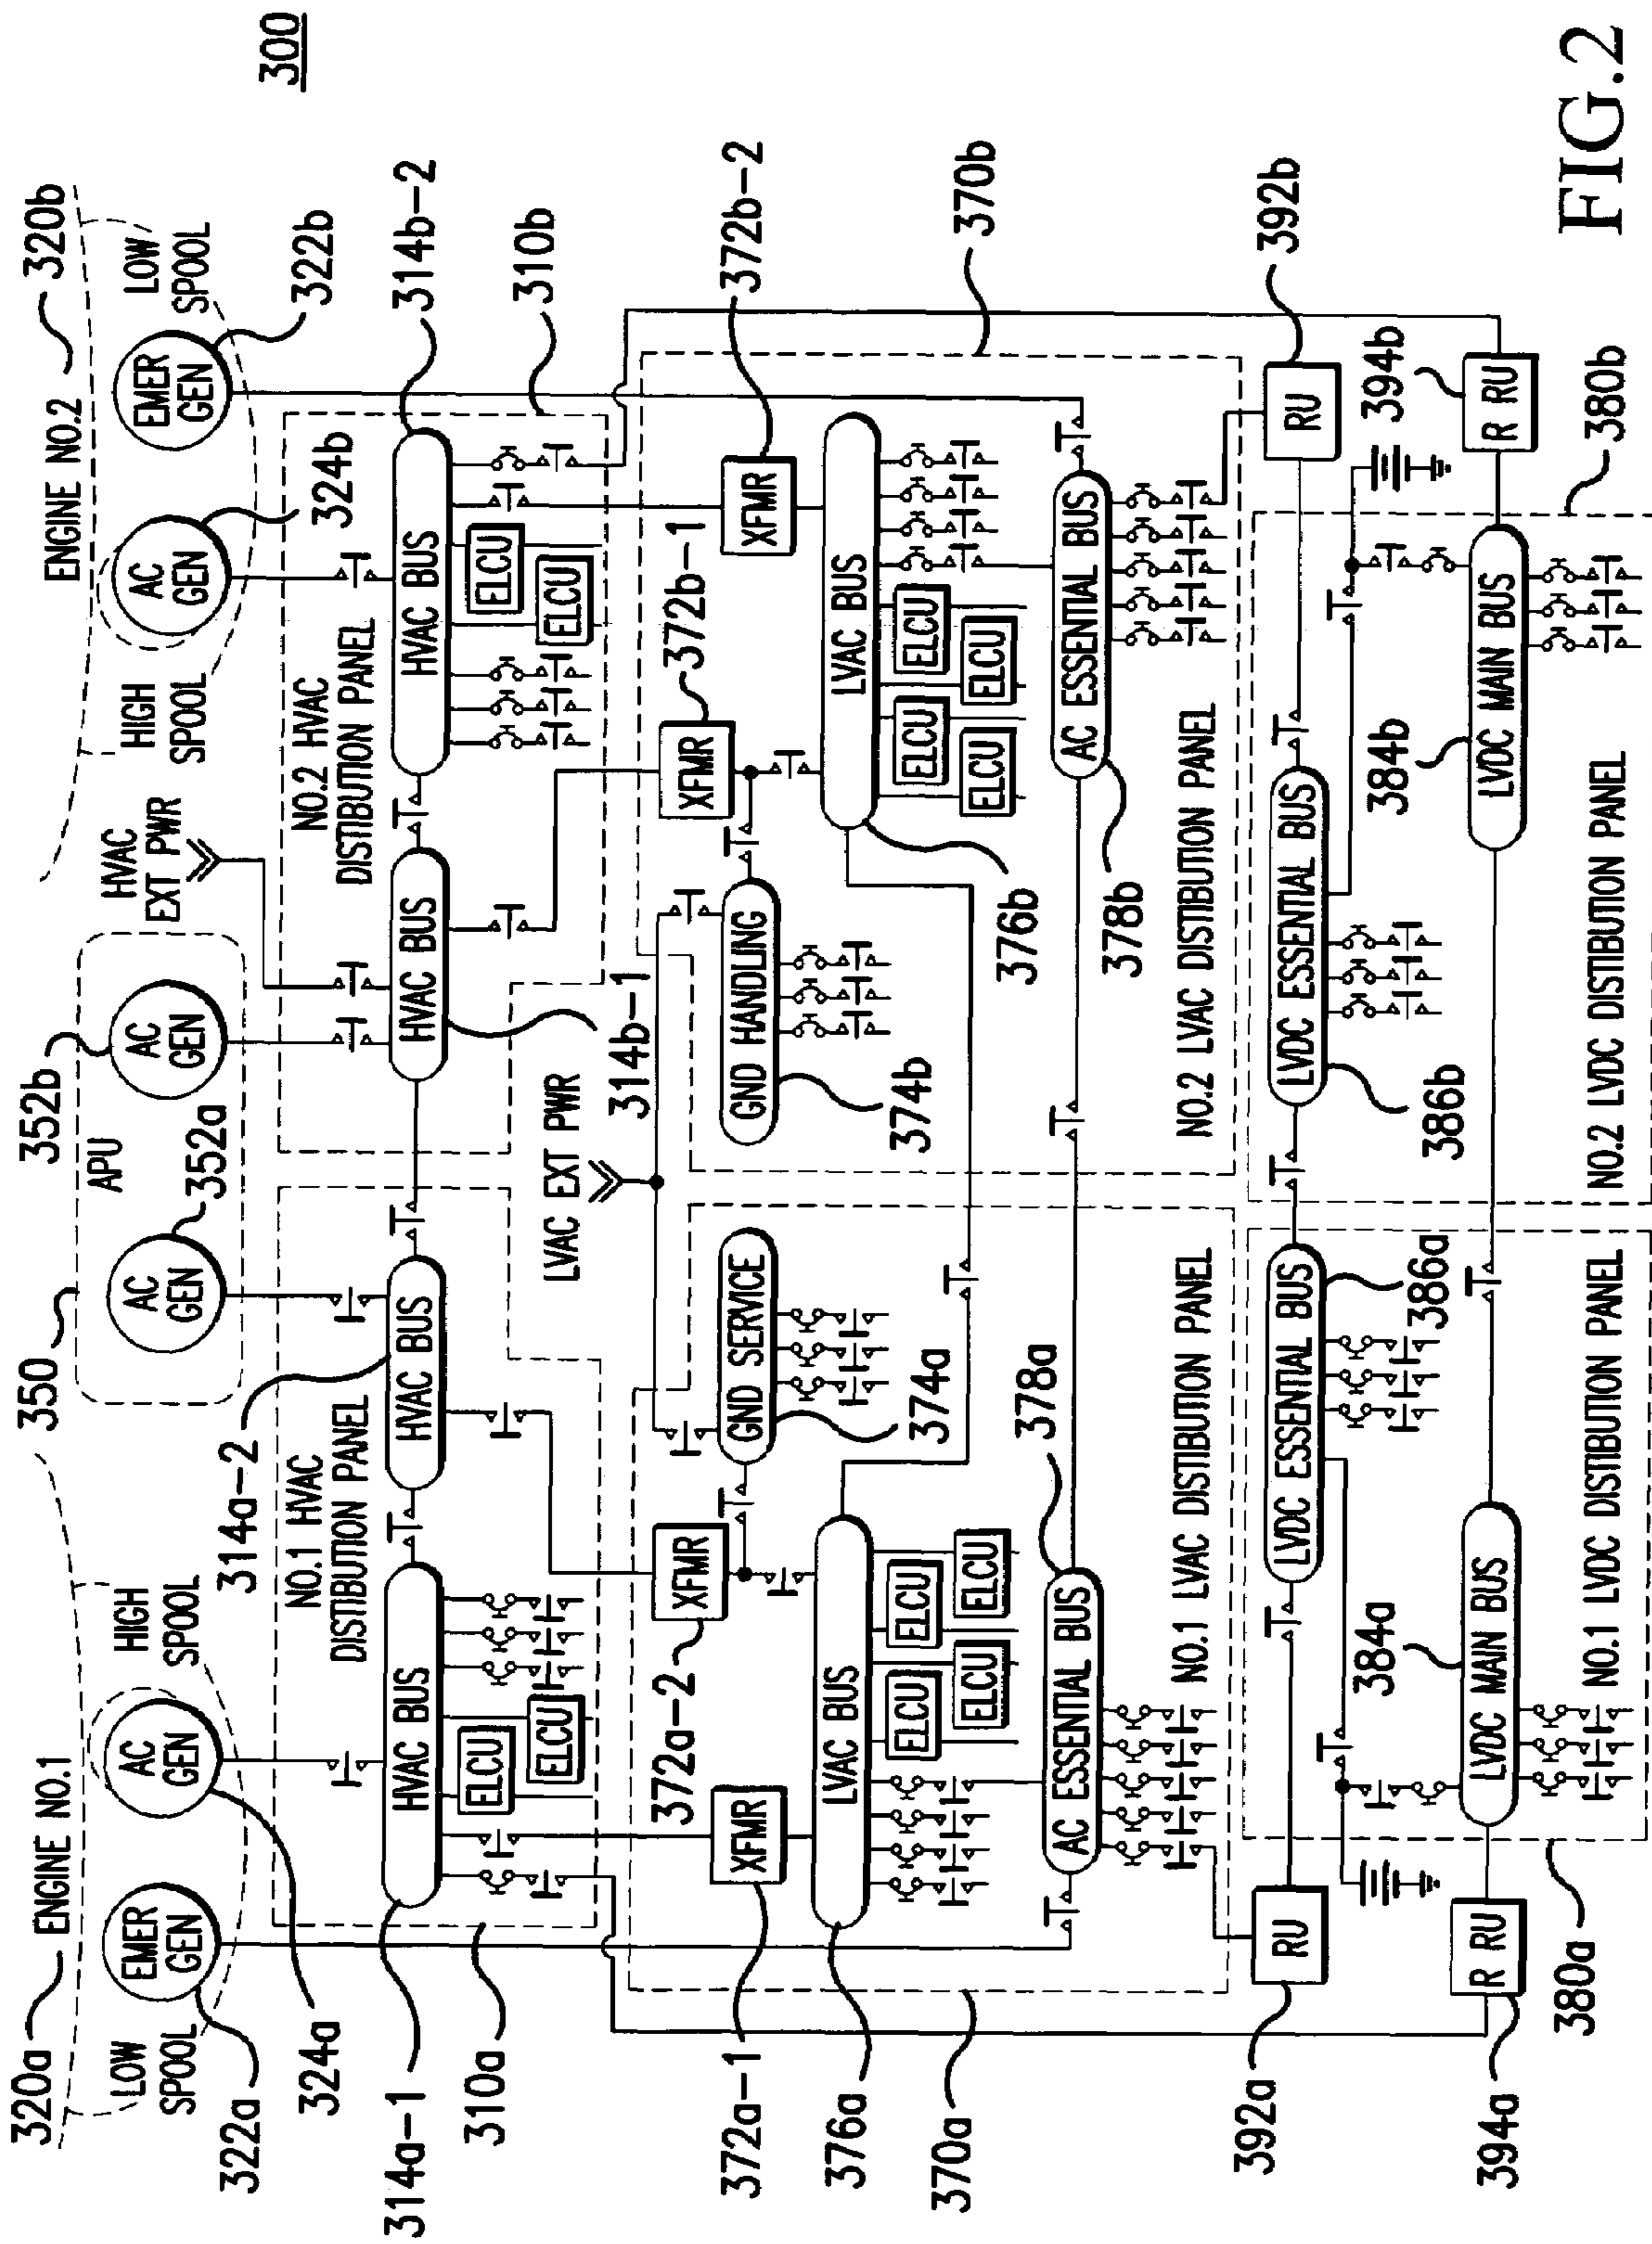 300
320a
ENGINE NO.1
350
352b
APU
352a
HVAC
EXT PWR
ENGINE NO.2
320b
LOW
SPOOL
EMER
GEN
AC
GEN
HIGH
SPOOL
AC
GEN
AC
GEN
HIGH
SPOOL
AC
GEN
EMER
GEN
LOW
SPOOL
322a
324a
314a-2
324b
322b
NO.1 HVAC
DISTIBUTION PANEL
NO.2 HVAC
DISTIBUTION PANEL
314a-1
HVAC BUS
HVAC BUS
HVAC BUS
HVAC BUS
314b-2
310a
ELCU
ELCU
ELCU
ELCU
310b
LVAC EXT PWR
314b-1
372a-2
XFMR
XFMR
372b-1
372a-1
XFMR
GND SERVICE
GND HANDLING
XFMR
372b-2
376a
LVAC BUS
374a
374b
LVAC BUS
ELCU
ELCU
ELCU
ELCU
ELCU
ELCU
ELCU
ELCU
370a
378a
376b
370b
AC ESSENTIAL BUS
AC ESSENTIAL BUS
378b
NO.1 LVAC DISTIBUTION PANEL
NO.2 LVAC DISTIBUTION PANEL
392a
RU
LVDC ESSENTIAL BUS
LVDC ESSENTIAL BUS
RU
392b
384a
386a
386b
384b
394b
394a
R RU
LVDC MAIN BUS
LVDC MAIN BUS
R RU
380a
NO.1 LVDC DISTIBUTION PANEL
NO.2 LVDC DISTIBUTION PANEL
380b
FIG.2